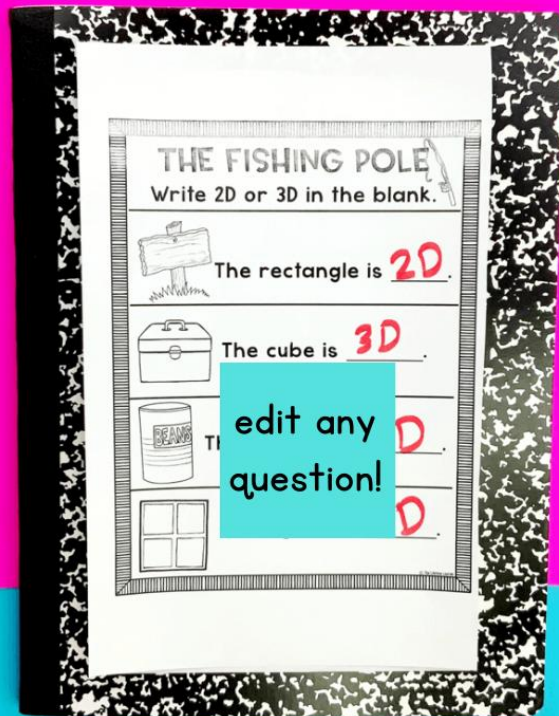 THE FISHING POLE
Write 2D or 3D in the blank.
The rectangle is 2D.
The cube is 3D.
BEANS
edit any
question!
D.
D.